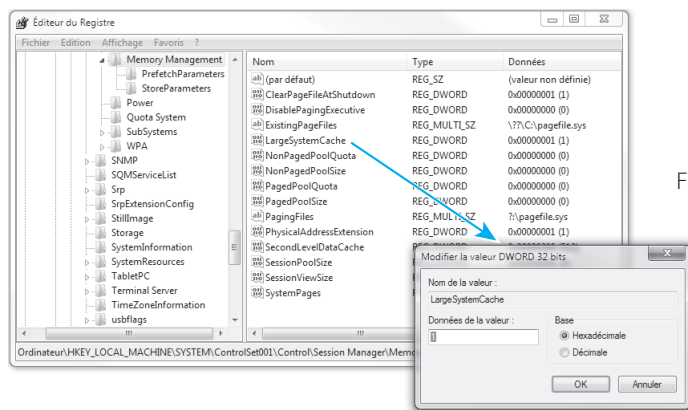 Éditeur du Registre
Fichier Edition Affichage Favoris ?
Memory Management
PrefetchParameters
StoreParameters
Power
Quota System
SubSystems
WPA
SNMP
SQMServiceList
Srp
SrpExtensionConfig
StillImage
Storage
SystemInformation
SystemResources
TabletPC
Terminal Server
TimeZoneInformation
usbflags
Nom Type Données
(par défaut) REG_SZ (valeur non définie)
ClearPageFileAtShutdown REG_DWORD 0x00000001 (1)
DisablePagingExecutive REG_DWORD 0x00000000 (0)
ExistingPageFiles REG_MULTI_SZ \??\C:\pagefile.sys
LargeSystemCache REG_DWORD 0x00000001 (1)
NonPagedPoolQuota REG_DWORD 0x00000000 (0)
NonPagedPoolSize REG_DWORD 0x00000000 (0)
PagedPoolQuota REG_DWORD 0x00000000 (0)
PagedPoolSize REG_DWORD 0x00000000 (0)
PagingFiles REG_MULTI_SZ ?:\pagefile.sys
PhysicalAddressExtension REG_DWORD 0x00000001 (1)
SecondLevelDataCache REG_DWORD
SessionPoolSize
SessionViewSize
SystemPages
Ordinateur\HKEY_LOCAL_MACHINE\SYSTEM\ControlSet001\Control\Session Manager\Memo
Modifier la valeur DWORD 32 bits
Nom de la valeur :
LargeSystemCache
Données de la valeur :
1
Base
Hexadécimale
Décimale
OK Annuler
F